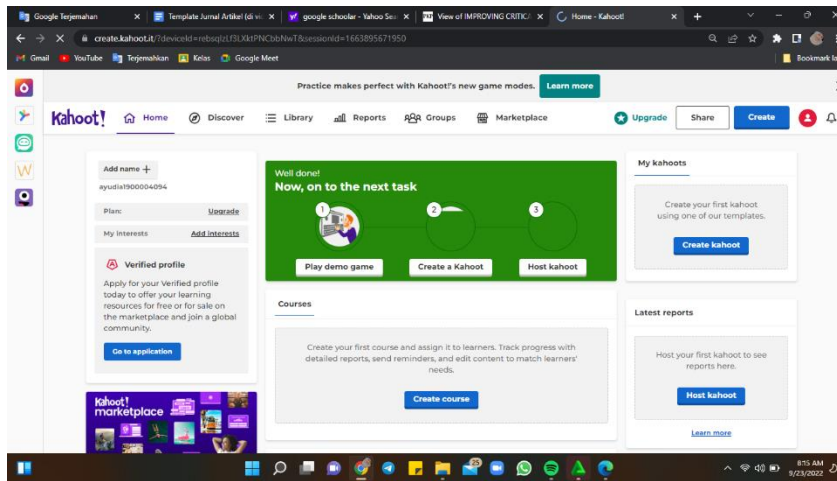 Google Terjemahan
Template Jurnal Artikel (di vi
google schoolar - Yahoo Sea
View of IMPROVING CRITICA
Home - Kahoot!
create.kahoot.it/?deviceId=rebsqlzLf3LXktPNCbbNwT&sessionId=1663895671950
Gmail
YouTube
Terjemahkan
Kelas
Google Meet
Bookmark la
Practice makes perfect with Kahoot!'s new game modes.
Learn more
Kahoot!
Home
Discover
Library
Reports
Groups
Marketplace
Upgrade
Share
Create
Add name +
ayudia1900004094
Plan:
Upgrade
My interests
Add interests
Verified profile
Apply for your Verified profile
today to offer your learning
resources for free or for sale on
the marketplace and join a global
community.
Go to application
Kahoot!
marketplace
Well done!
Now, on to the next task
1
2
3
Play demo game
Create a Kahoot
Host kahoot
Courses
Create your first course and assign it to learners. Track progress with
detailed reports, send reminders, and edit content to match learners'
needs.
Create course
My kahoots
Create your first kahoot
using one of our templates.
Create kahoot
Latest reports
Host your first kahoot to see
reports here.
Host kahoot
Learn more
25
8:15 AM
9/23/2022